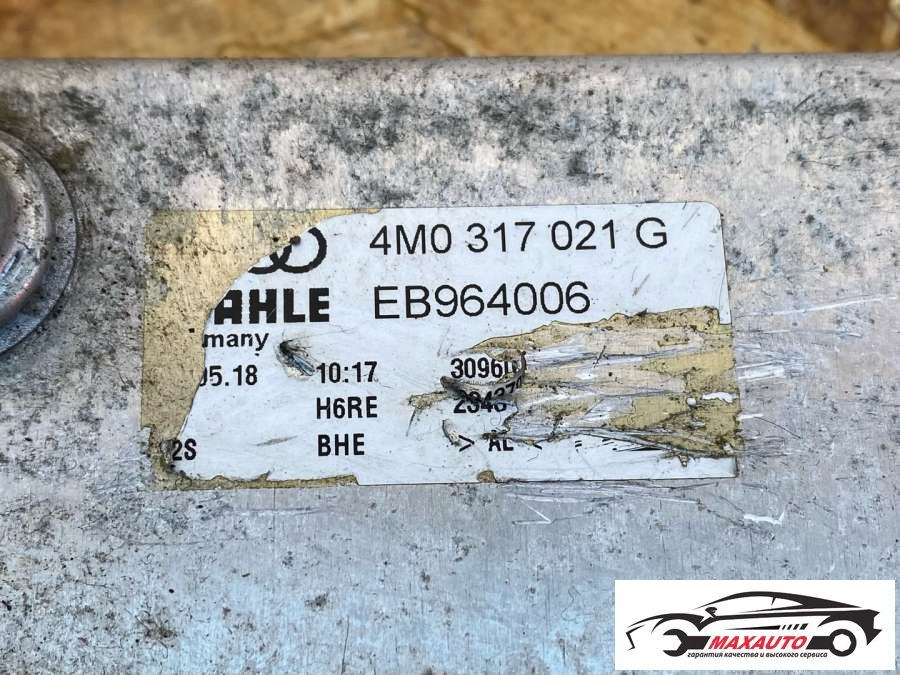 4M0 317 021 G
AHLE EB964006
many
05.18 10:17 3096
H6RE
2S BHE > AL <
MAXAUTO
гарантия качества и высокого сервиса